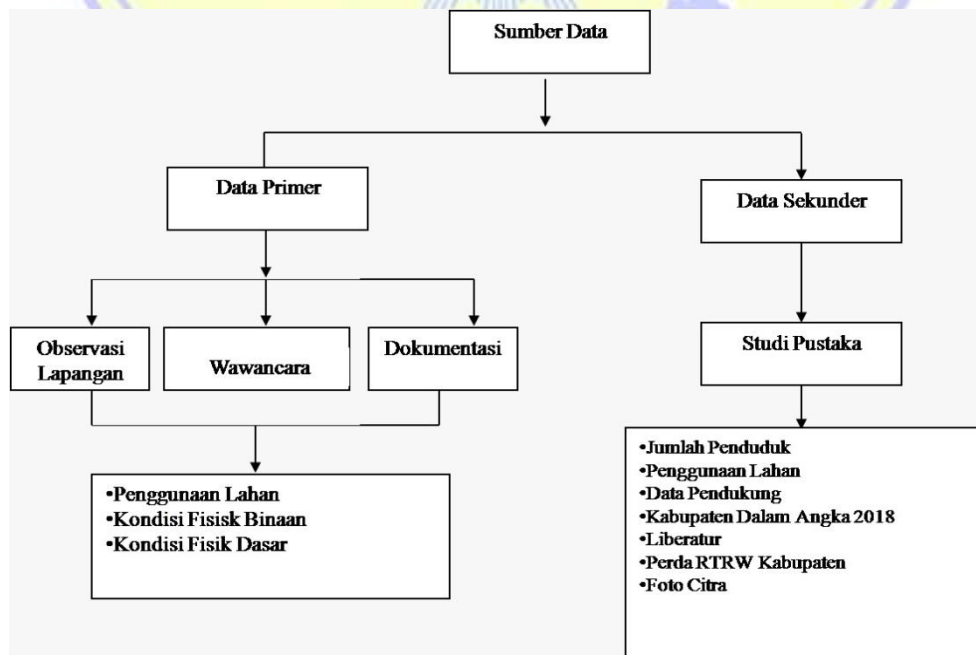 Sumber Data
Data Primer
Data Sekunder
Observasi
Lapangan
Wawancara
Dokumentasi
Studi Pustaka
•Penggunaan Lahan
•Kondisi Fisisk Binaan
•Kondisi Fisik Dasar
•Jumlah Penduduk
•Penggunaan Lahan
•Data Pendukung
•Kabupaten Dalam Angka 2018
•Liberatur
•Perda RTRW Kabupaten
•Foto Citra